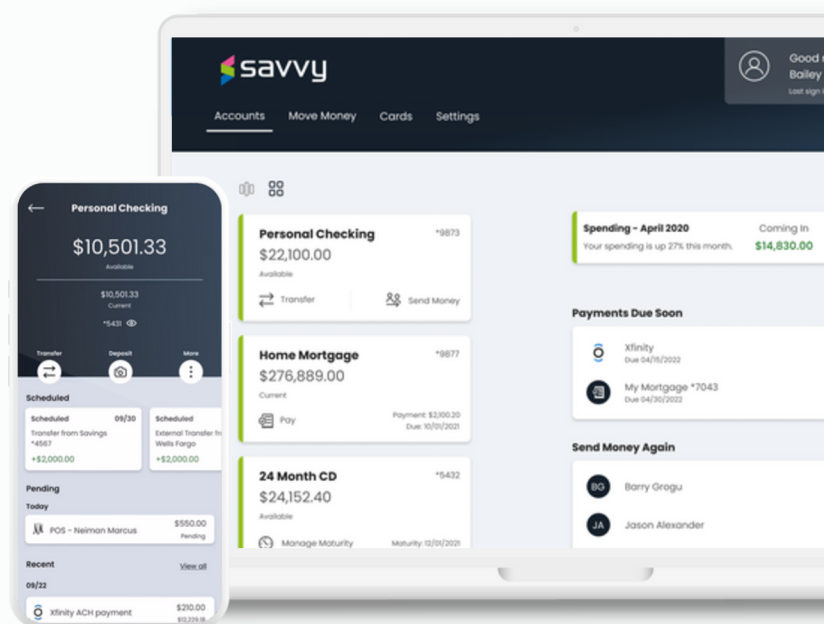 savvy
Good
Bailey
Last sign
Accounts Move Money Cards Settings
Personal Checking *9873
$22,100.00
Available
Transfer Send Money
Home Mortgage *9877
$276,889.00
Current
Pay Payment: $2,100.20
Due: 10/01/2021
24 Month CD *5432
$24,152.40
Available
Manage Maturity Maturity: 12/01/2021
Spending - April 2020 Coming In
Your spending is up 27% this month. $14,830.00
Payments Due Soon
Xfinity
Due 04/15/2022
My Mortgage *7043
Due 04/30/2022
Send Money Again
BG Barry Grogu
JA Jason Alexander
Personal Checking
$10,501.33
Available
$10,501.33
Current
*5431
Transfer Deposit More
Scheduled
Scheduled 09/30
Transfer from Savings
*4567
+$2,000.00
Scheduled
External Transfer
Wells Fargo
+$2,000.00
Pending
Today
POS - Neiman Marcus $550.00
Pending
Recent View all
09/22
Xfinity ACH payment $210.00
$12,229.18